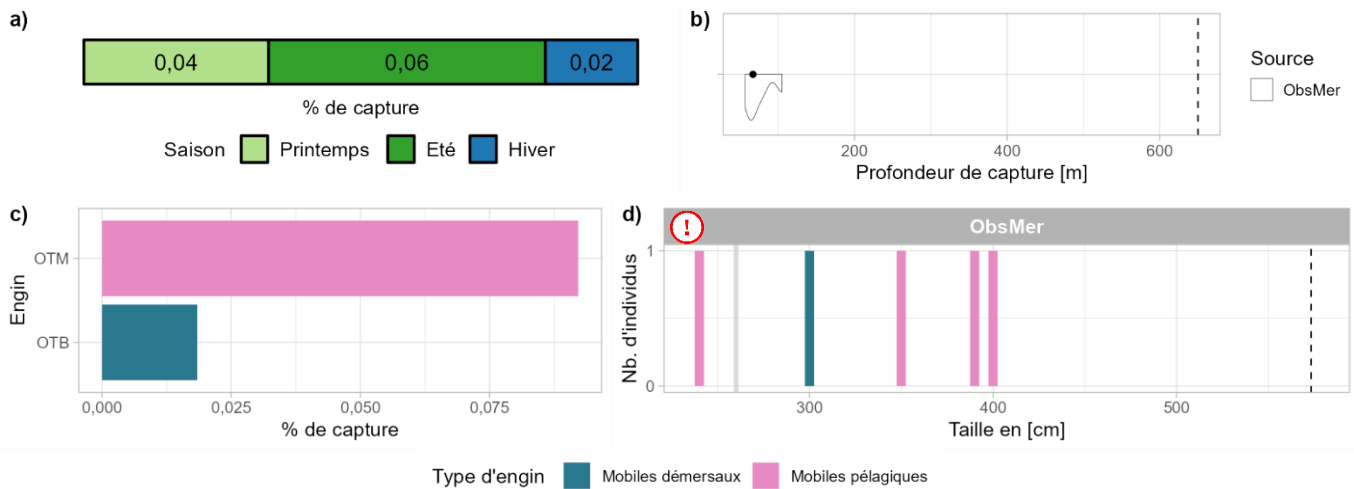 a)
0,04 0,06 0,02
% de capture
Saison Printemps Eté Hiver
b)
200 400 600
Profondeur de capture [m]
Source
ObsMer
c)
Engin
OTM
OTB
0,000 0,025 0,050 0,075
% de capture
d)
! ObsMer
Nb. d'individus
1
0
300 400 500
Taille en [cm]
Type d'engin Mobiles démersaux Mobiles pélagiques